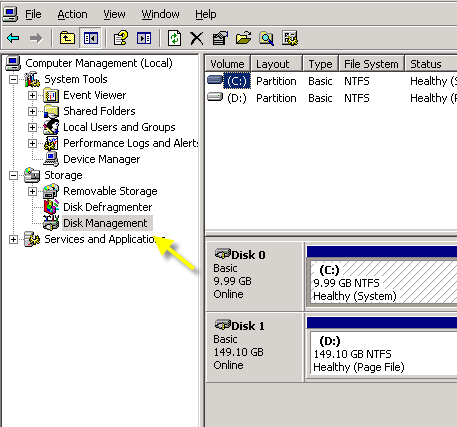 File Action View Window Help
Computer Management (Local)
System Tools
Event Viewer
Shared Folders
Local Users and Groups
Performance Logs and Alerts
Device Manager
Storage
Removable Storage
Disk Defragmenter
Disk Management
Services and Applications
Volume Layout Type File System Status
(C:) Partition Basic NTFS Healthy (S
(D:) Partition Basic NTFS Healthy (P
Disk 0
Basic
9.99 GB
Online
(C:)
9.99 GB NTFS
Healthy (System)
Disk 1
Basic
149.10 GB
Online
(D:)
149.10 GB NTFS
Healthy (Page File)